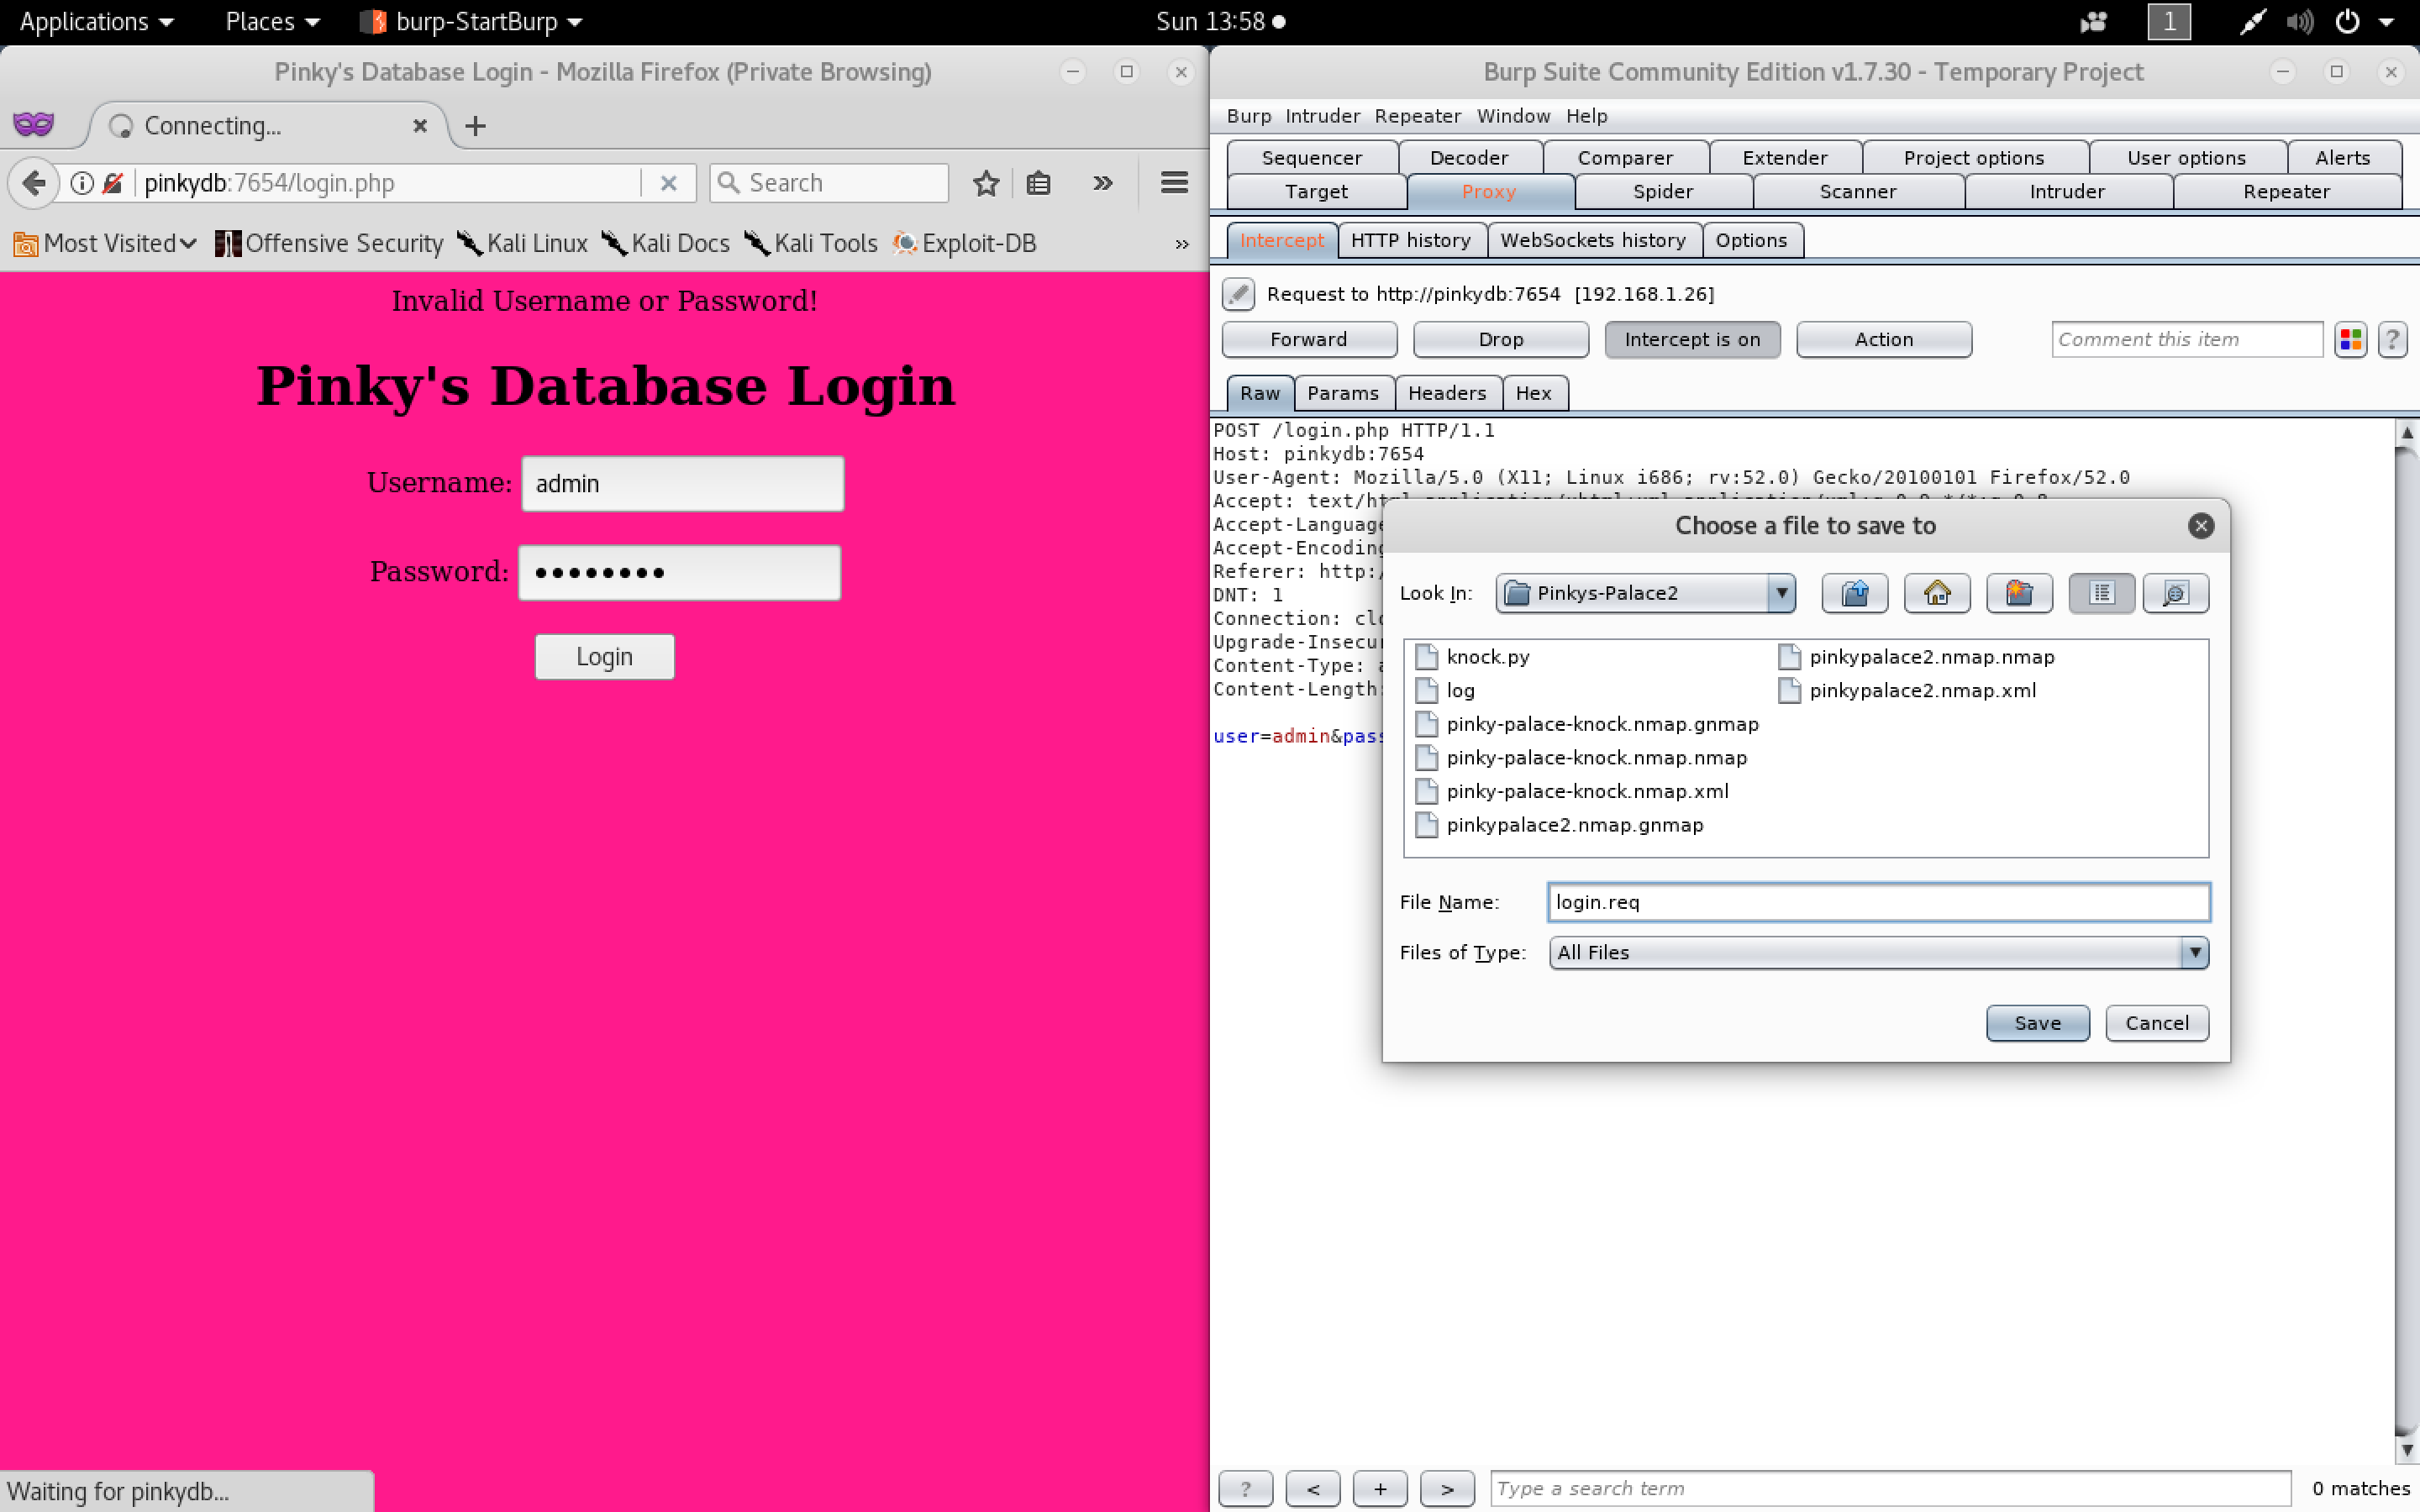 Applications Places burp-StartBurp Sun 13:58 1
Pinky's Database Login - Mozilla Firefox (Private Browsing)
Connecting...
pinkydb:7654/login.php Search
Most Visited Offensive Security Kali Linux Kali Docs Kali Tools Exploit-DB »
Invalid Username or Password!
Pinky's Database Login
Username: admin
Password: ••••••••
Login
Waiting for pinkydb...
Burp Suite Community Edition v1.7.30 - Temporary Project
Burp Intruder Repeater Window Help
Sequencer Decoder Comparer Extender Project options User options Alerts
Target Proxy Spider Scanner Intruder Repeater
Intercept HTTP history WebSockets history Options
Request to http://pinkydb:7654 [192.168.1.26]
Forward Drop Intercept is on Action Comment this item ?
Raw Params Headers Hex
POST /login.php HTTP/1.1
Host: pinkydb:7654
User-Agent: Mozilla/5.0 (X11; Linux i686; rv:52.0) Gecko/20100101 Firefox/52.0
Accept:
Accept-Language
Accept-Encoding
Referer: http:/
DNT: 1
Connection:
Upgrade-Insecur
Content-Type:
Content-Length:
user=admin&pass
Choose a file to save to
Look In: Pinkys-Palace2
knock.py
log
pinky-palace-knock.nmap.gnmap
pinky-palace-knock.nmap.nmap
pinky-palace-knock.nmap.xml
pinkypalace2.nmap.gnmap
pinkypalace2.nmap.nmap
pinkypalace2.nmap.xml
File Name: login.req
Files of Type: All Files
Save Cancel
? < + > Type a search term 0 matches